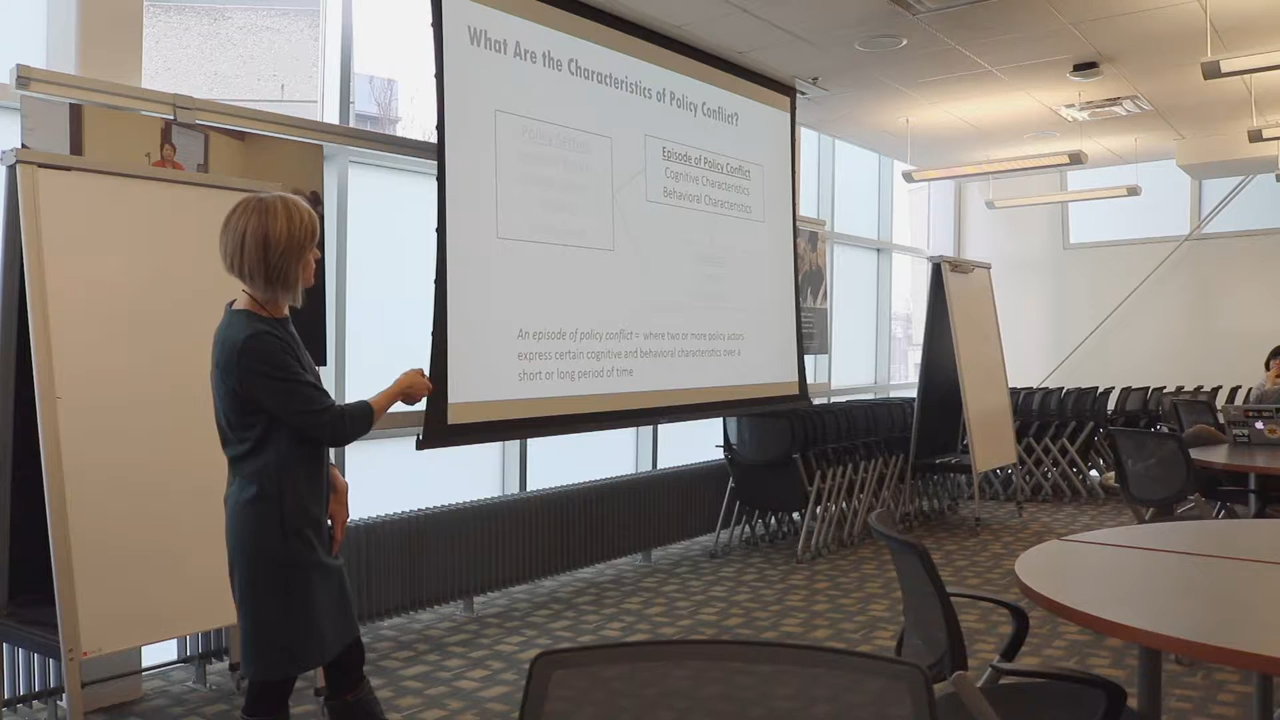 What Are the Characteristics of Policy Conflict?
Episode of Policy Conflict
Cognitive Characteristics
Behavioral Characteristics
An episode of policy conflict = where two or more policy actors
express certain cognitive and behavioral characteristics over a
short or long period of time